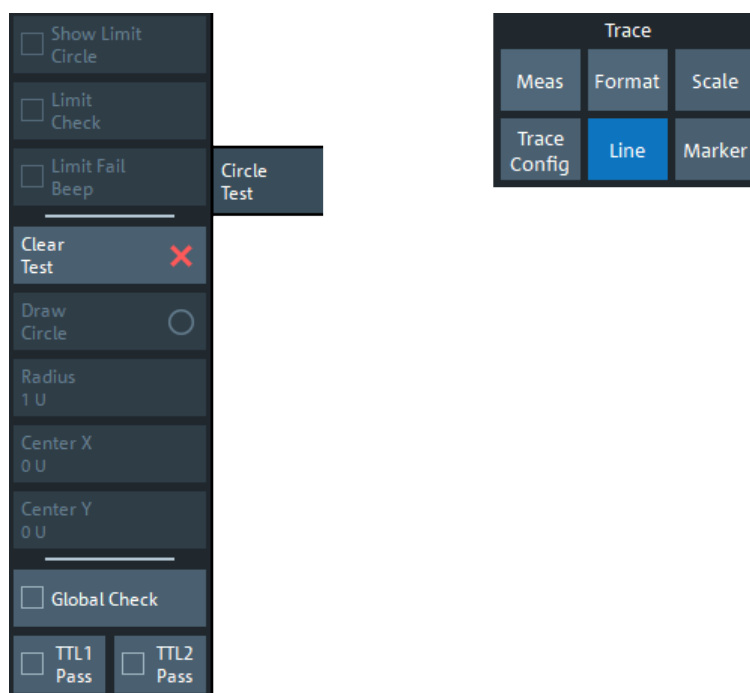 Show Limit
Circle
Limit
Check
Limit Fail
Beep
Circle
Test
Clear
Test
Draw
Circle
Radius
1 U
Center X
0 U
Center Y
0 U
Global Check
TTL1
Pass
TTL2
Pass
Trace
Meas
Format
Scale
Trace
Config
Line
Marker